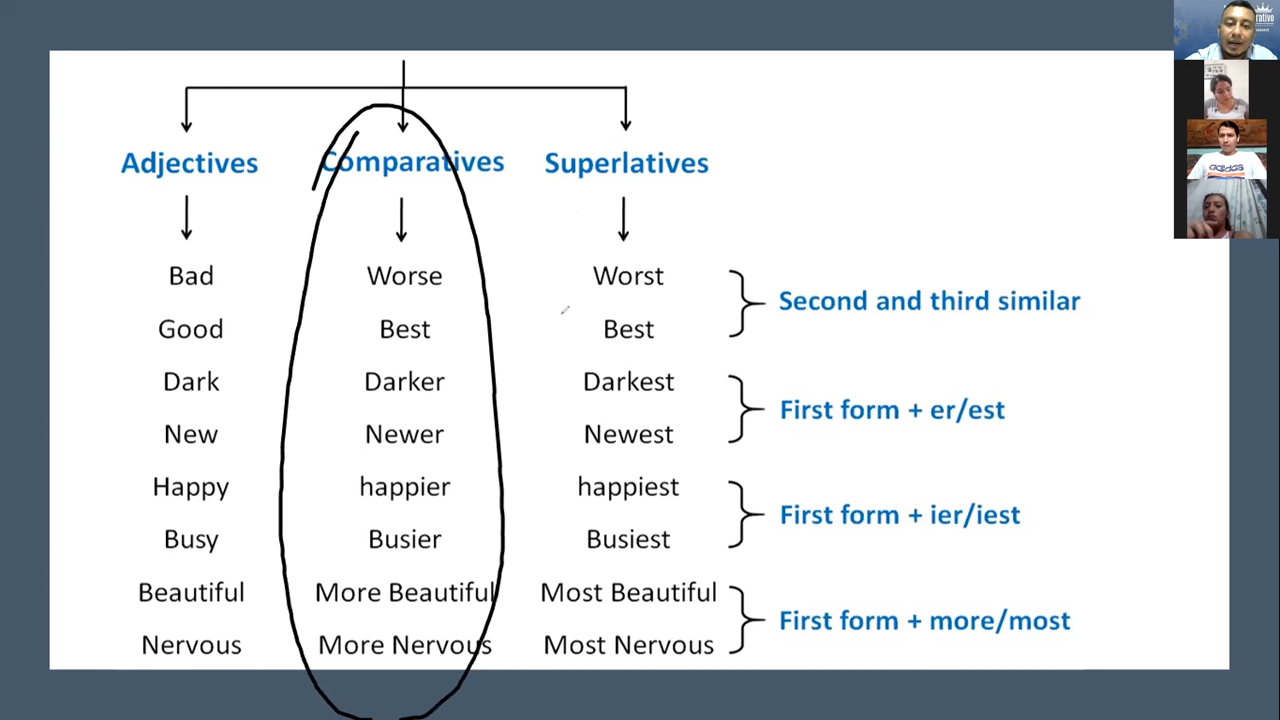 Adjectives Comparatives Superlatives
Bad Worse Worst
Second and third similar
Good Best Best
Dark Darker Darkest
First form + er/est
New Newer Newest
Happy happier happiest
First form + ier/iest
Busy Busier Busiest
Beautiful More Beautiful Most Beautiful
First form + more/most
Nervous More Nervous Most Nervous
adidas